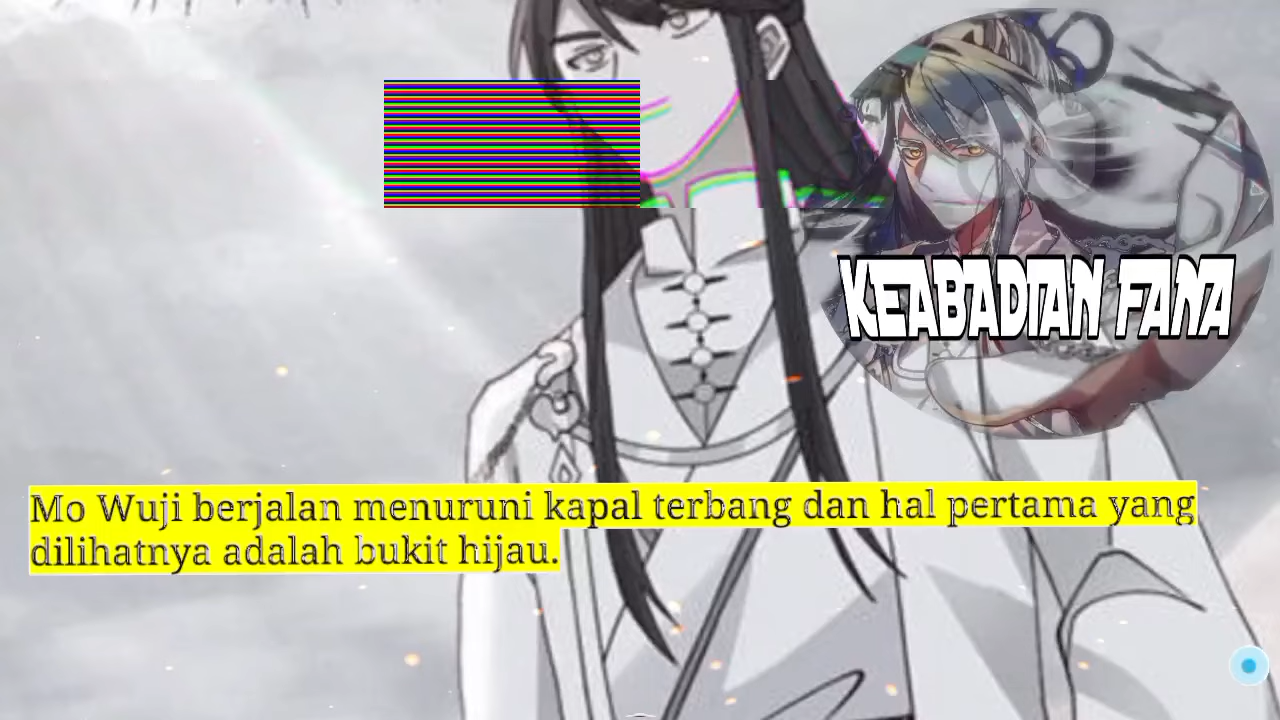 KEABADIAN FANA
Mo Wuji berjalan menuruni kapal terbang dan hal pertama yang
dilihatnya adalah bukit hijau.